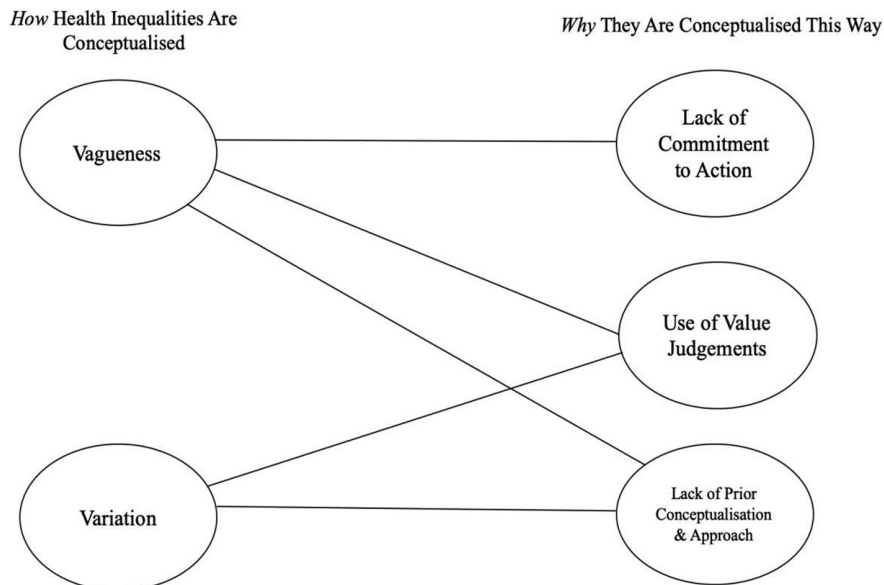 How Health Inequalities Are
Conceptualised
Why They Are Conceptualised This Way
Vagueness
Lack of
Commitment
to Action
Use of Value
Judgements
Variation
Lack of Prior
Conceptualisation
& Approach